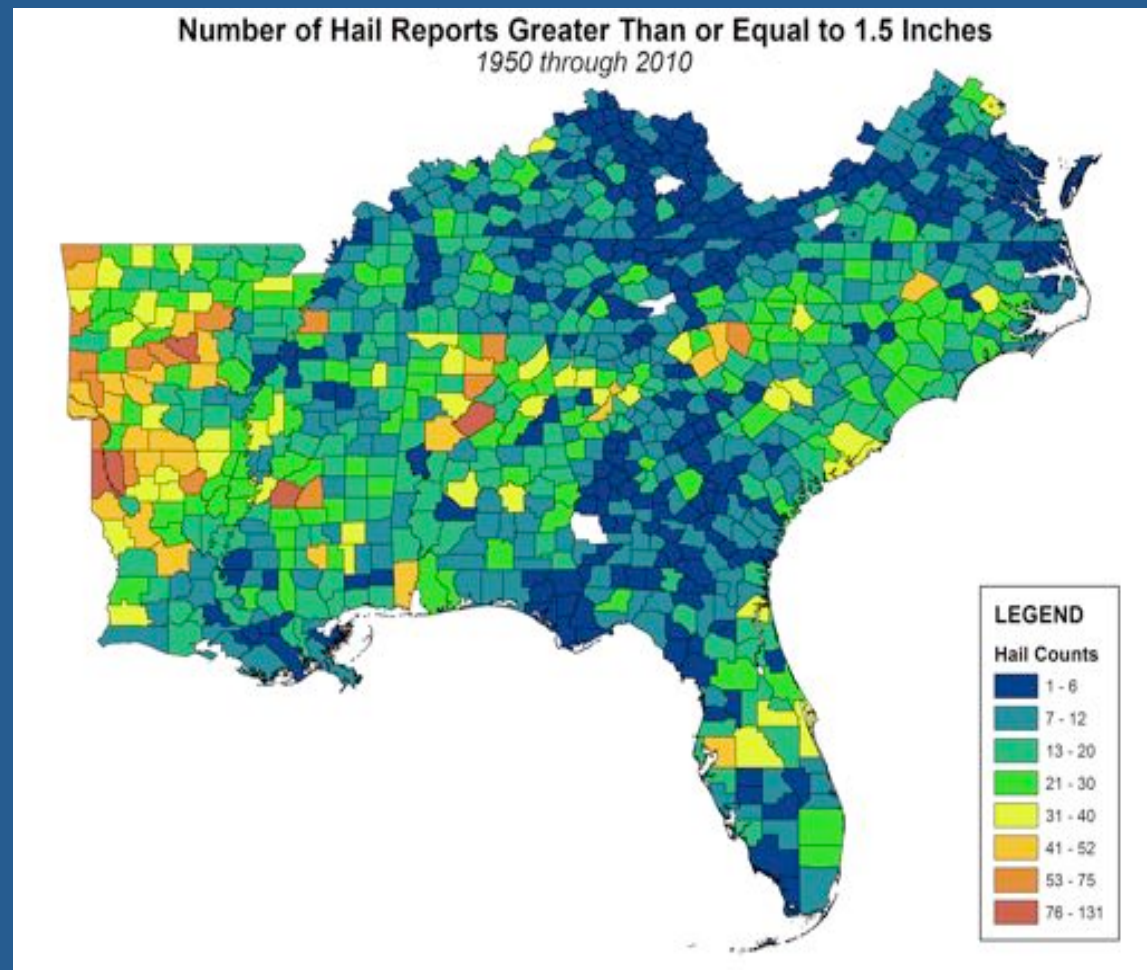 Number of Hail Reports Greater Than or Equal to 1.5 Inches
1950 through 2010
LEGEND
Hail Counts
1 - 6
7 - 12
13 - 20
21 - 30
31 - 40
41 - 52
53 - 75
76 - 131